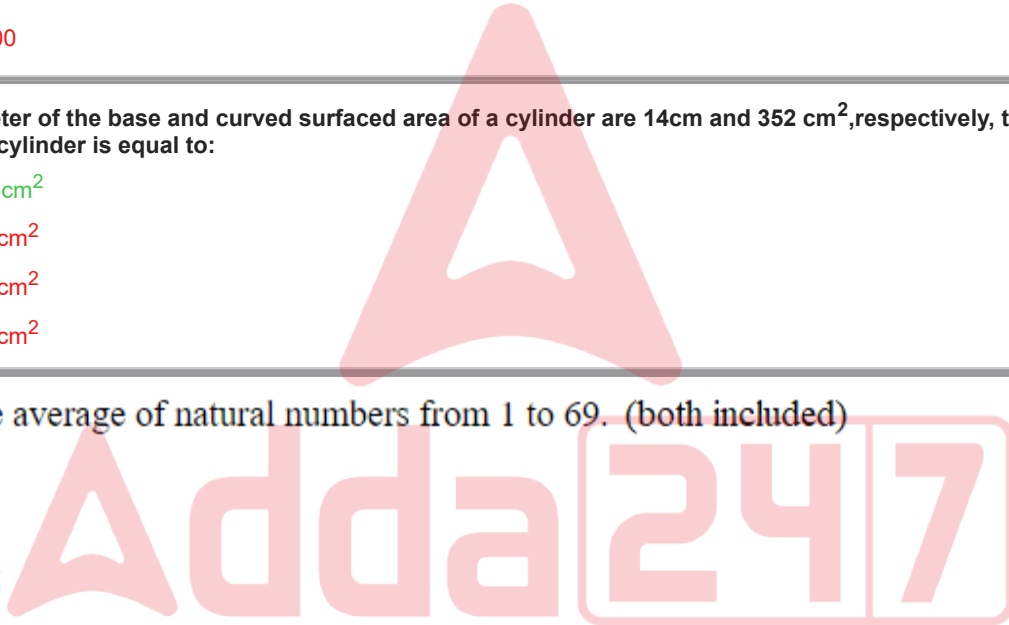 00
ter of the base and curved surfaced area of a cylinder are 14cm and 352 cm²,respectively, t
cylinder is equal to:
cm²
cm²
cm²
cm²
e average of natural numbers from 1 to 69. (both included)
Adda247